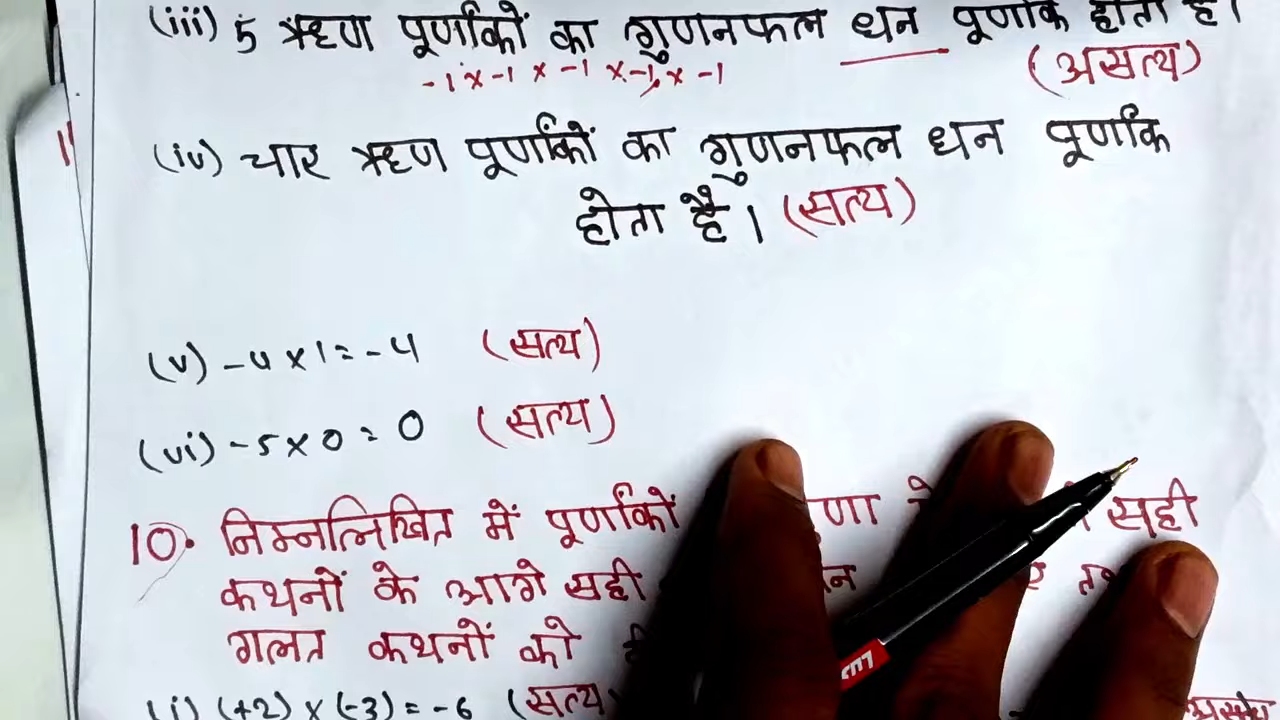 (iii) 5 ऋण पूर्णांकों का गुणनफल धन पूर्णांक होता है।
-1 x -1 x -1 x -1 x -1 (असत्य)
(iv) चार ऋण पूर्णांकों का गुणनफल धन पूर्णांक
होता है। (सत्य)
(v) -4 x 1 = -4 (सत्य)
(vi) -5 x 0 = 0 (सत्य)
10. निम्नलिखित में पूर्णांकों सही
कथनों के आगे सही
गलत कथनों को
(i) (+2) x (-3) = -6 (सत्य